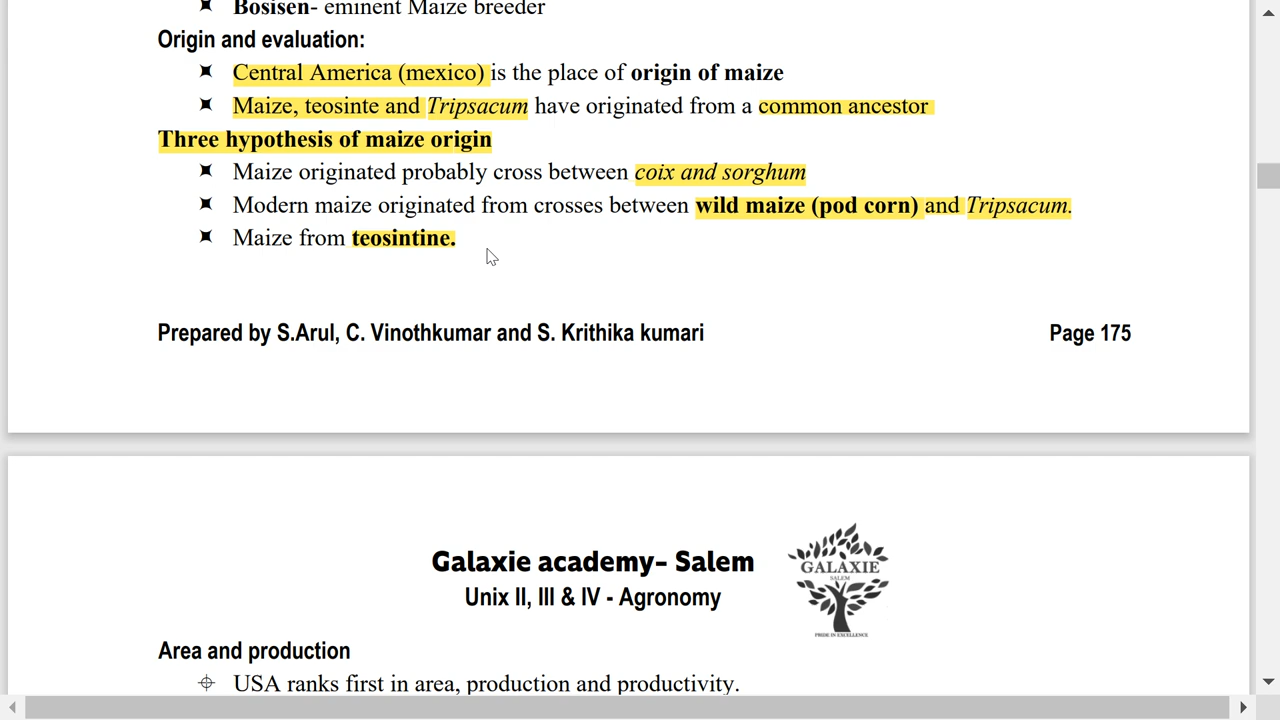 Bosisen- eminent Maize breeder
Origin and evaluation:
Central America (mexico) is the place of origin of maize
Maize, teosinte and Tripsacum have originated from a common ancestor
Three hypothesis of maize origin
Maize originated probably cross between coix and sorghum
Modern maize originated from crosses between wild maize (pod corn) and Tripsacum.
Maize from teosintine.
Prepared by S.Arul, C. Vinothkumar and S. Krithika kumari Page 175
Galaxie academy– Salem
Unix II, III & IV - Agronomy
GALAXIE
SALEM
PRIDE IN EXCELLENCE
Area and production
USA ranks first in area, production and productivity.